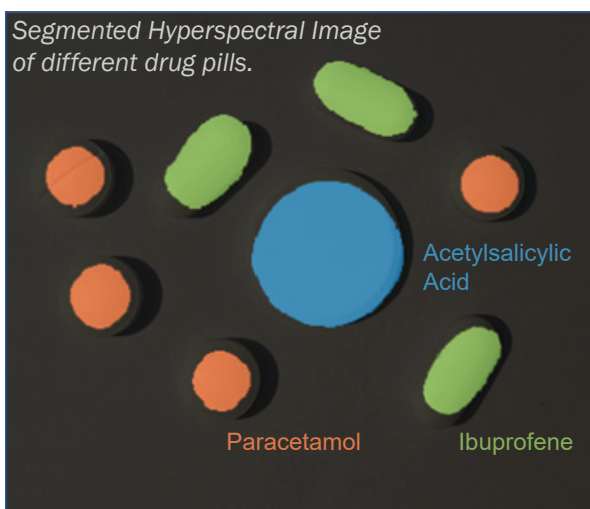 Segmented Hyperspectral Image
of different drug pills.
Acetylsalicylic
Acid
Paracetamol
Ibuprofene